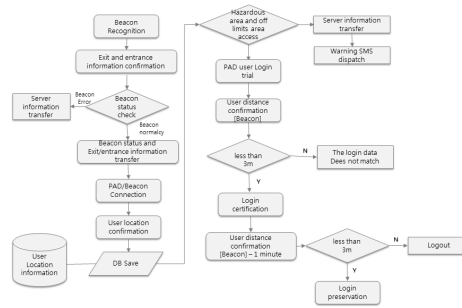 Beacon
Recognition
Exit and entrance
information confirmation
Beacon
Error
Server
information
transfer
Beacon
status
check
Beacon
normalcy
Beacon status and
Exit/entrance information
transfer
PAD/Beacon
Connection
User location
confirmation
User
Location
information
DB Save
Hazardous
area and off
limits area
access
Server information
transfer
Warning SMS
dispatch
PAD user Login
trial
User distance
confirmation
[Beacon]
less than
3m
N
The login data
Dees not match
Y
Login
certification
User distance
confirmation
[Beacon] – 1 minute
less than
3m
N
Logout
Y
Login
preservation